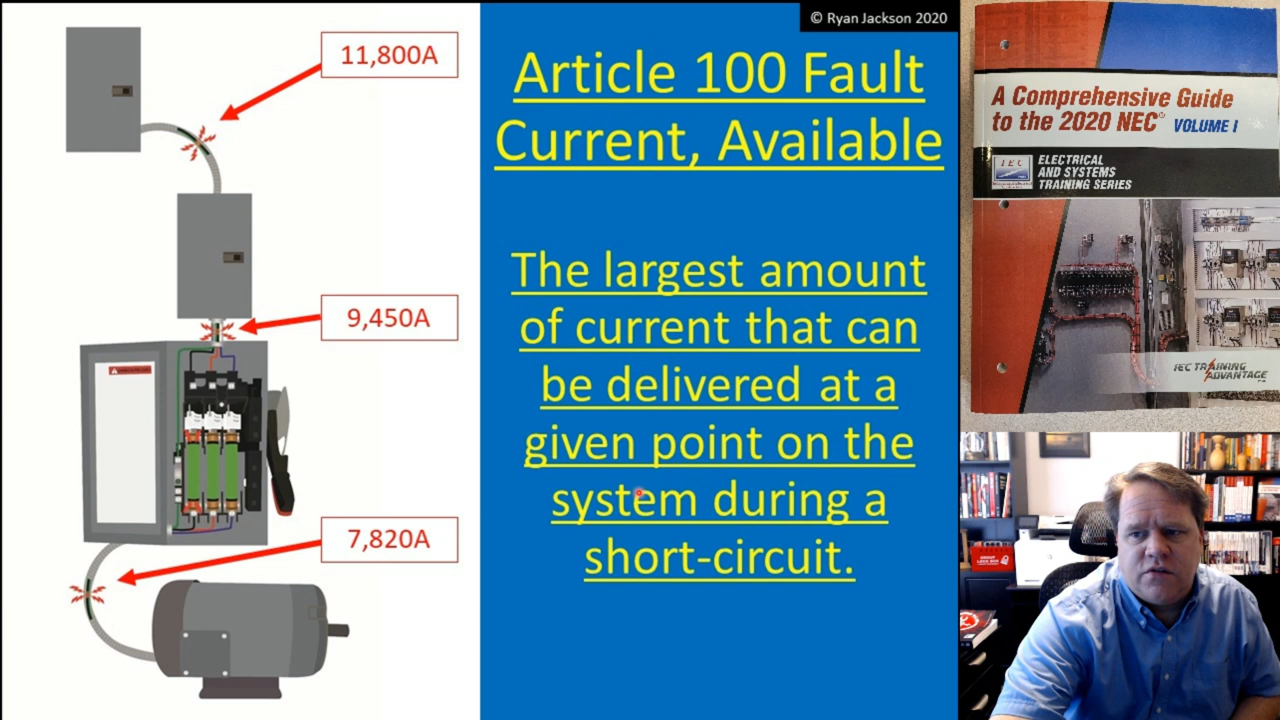 © Ryan Jackson 2020
11,800A
9,450A
7,820A
Article 100 Fault
Current, Available
The largest amount
of current that can
be delivered at a
given point on the
system during a
short-circuit.
A Comprehensive Guide
to the 2020 NEC® VOLUME I
IEC
ELECTRICAL
AND SYSTEMS
TRAINING SERIES
IEC TRAINING
ADVANTAGE